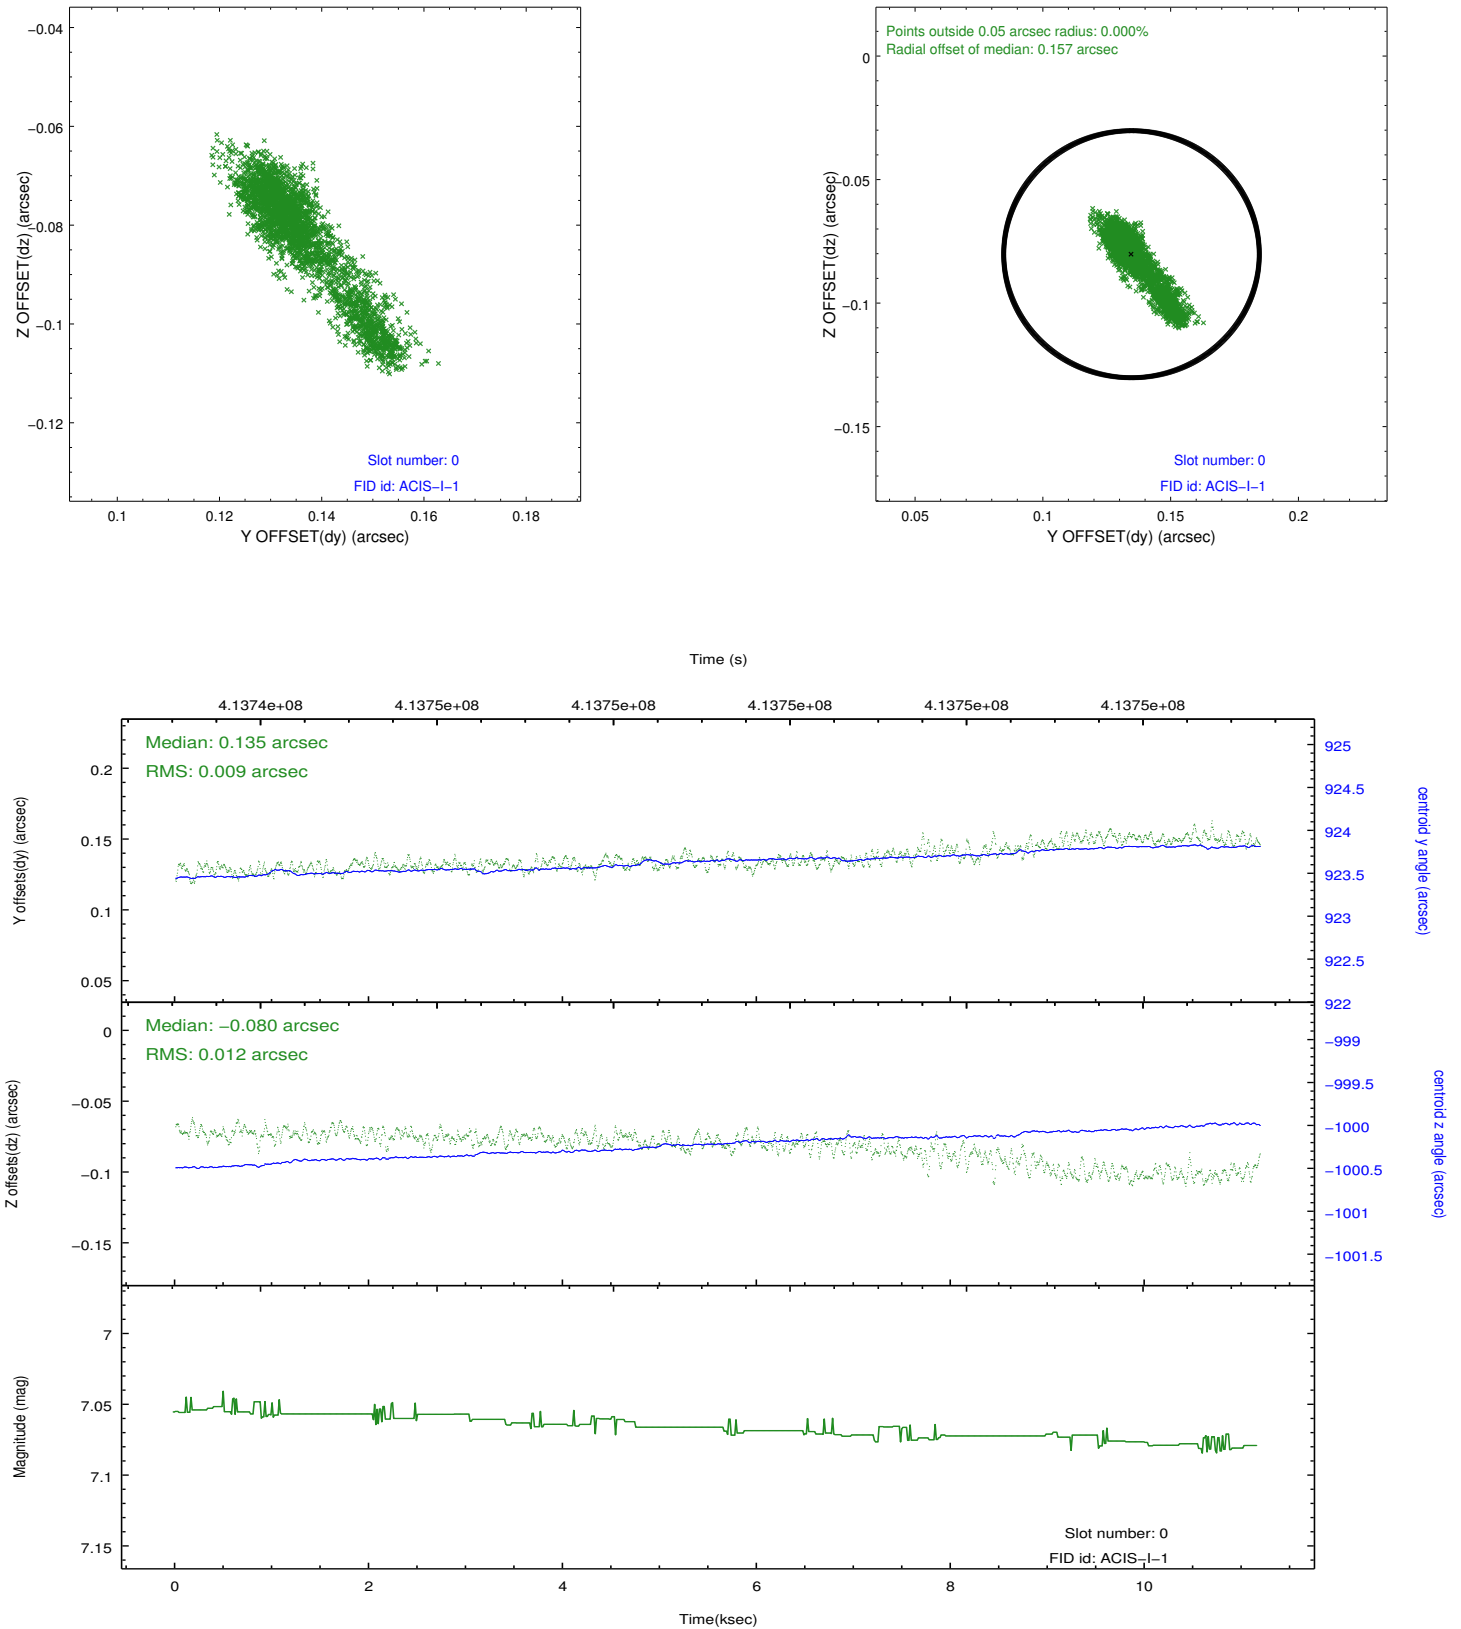 −0.04
−0.06
−0.08
−0.1
−0.12
Z OFFSET(dz) (arcsec)
Slot number: 0
FID id: ACIS−I−1
0.1 0.12 0.14 0.16 0.18
Y OFFSET(dy) (arcsec)
Points outside 0.05 arcsec radius: 0.000%
Radial offset of median: 0.157 arcsec
0
−0.05
−0.1
−0.15
Z OFFSET(dz) (arcsec)
Slot number: 0
FID id: ACIS−I−1
0.05 0.1 0.15 0.2
Y OFFSET(dy) (arcsec)
Time (s)
4.1374e+08 4.1375e+08 4.1375e+08 4.1375e+08 4.1375e+08 4.1375e+08
Median: 0.135 arcsec
RMS: 0.009 arcsec
0.2
0.15
0.1
0.05
Y offsets(dy) (arcsec)
925
924.5
924
923.5
923
922.5
922
centroid y angle (arcsec)
Median: −0.080 arcsec
RMS: 0.012 arcsec
0
−0.05
−0.1
−0.15
Z offsets(dz) (arcsec)
−999
−999.5
−1000
−1000.5
−1001
−1001.5
centroid z angle (arcsec)
7
7.05
7.1
7.15
Magnitude (mag)
Slot number: 0
FID id: ACIS−I−1
0 2 4 6 8 10
Time(ksec)